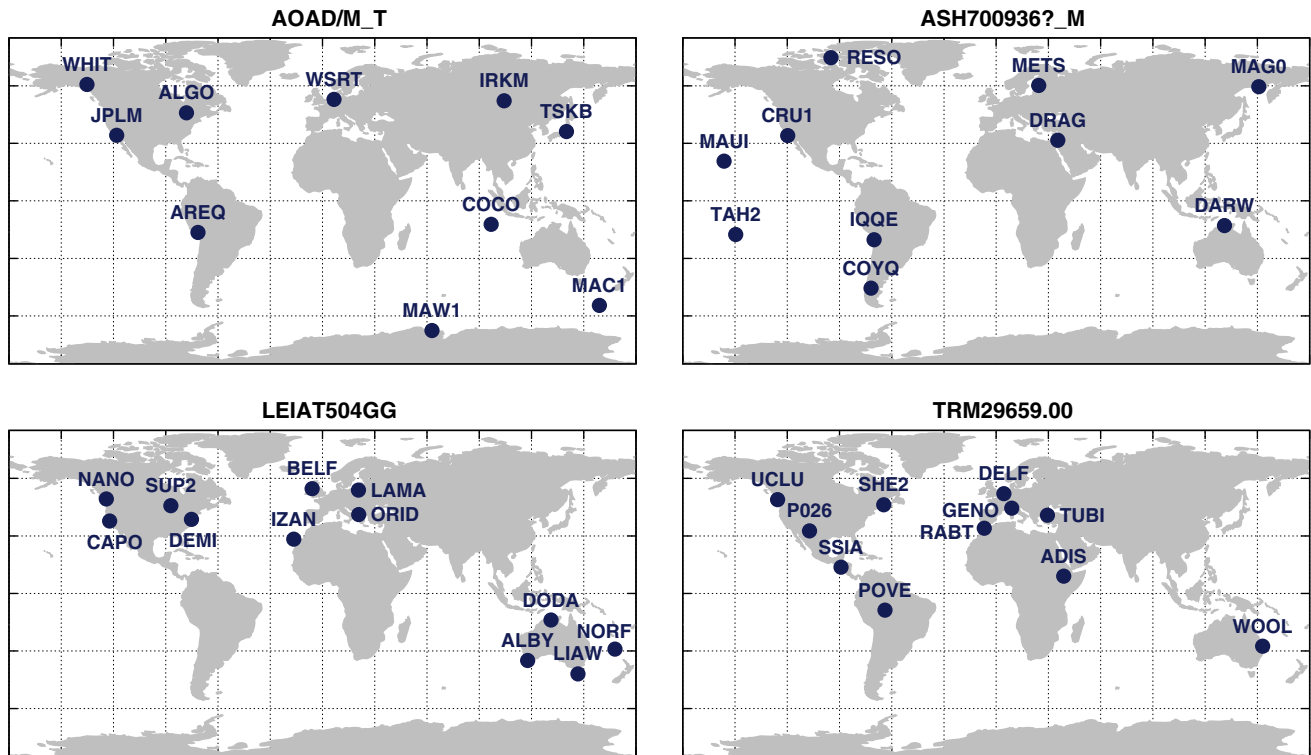 AOAD/M_T
WHIT
ALGO
JPLM
WSRT
IRKM
TSKB
AREQ
COCO
MAC1
MAW1
ASH700936?_M
RESO
METS
MAG0
CRU1
DRAG
MAUI
TAH2
IQQE
DARW
COYQ
LEIAT504GG
BELF
NANO
SUP2
LAMA
IZAN
ORID
CAPO
DEMI
DODA
ALBY
NORF
LIAW
TRM29659.00
DELF
UCLU
SHE2
P026
GENO
TUBI
RABT
SSIA
ADIS
POVE
WOOL